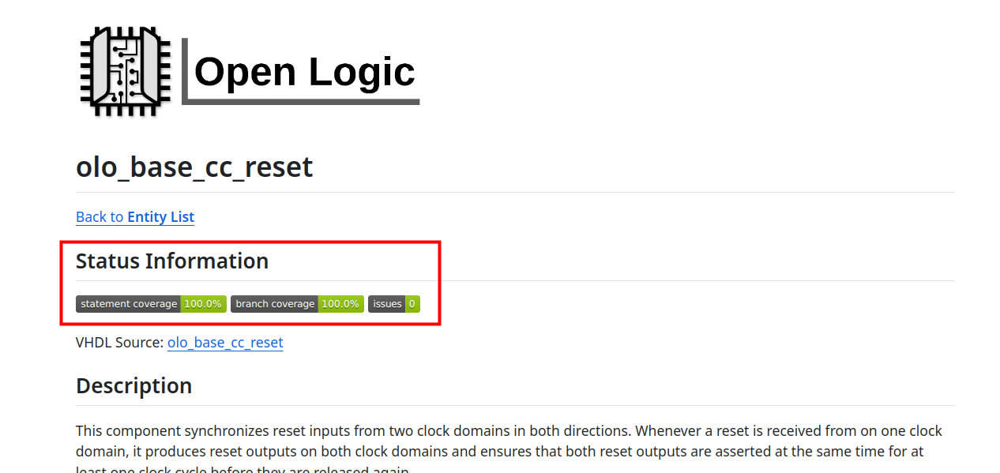 Open Logic
olo_base_cc_reset
Back to Entity List
Status Information
statement coverage 100.0% branch coverage 100.0% issues 0
VHDL Source: olo_base_cc_reset
Description
This component synchronizes reset inputs from two clock domains in both directions. Whenever a reset is received from on one clock
domain, it produces reset outputs on both clock domains and ensures that both reset outputs are asserted at the same time for at
least one clock cycle before they are released again.